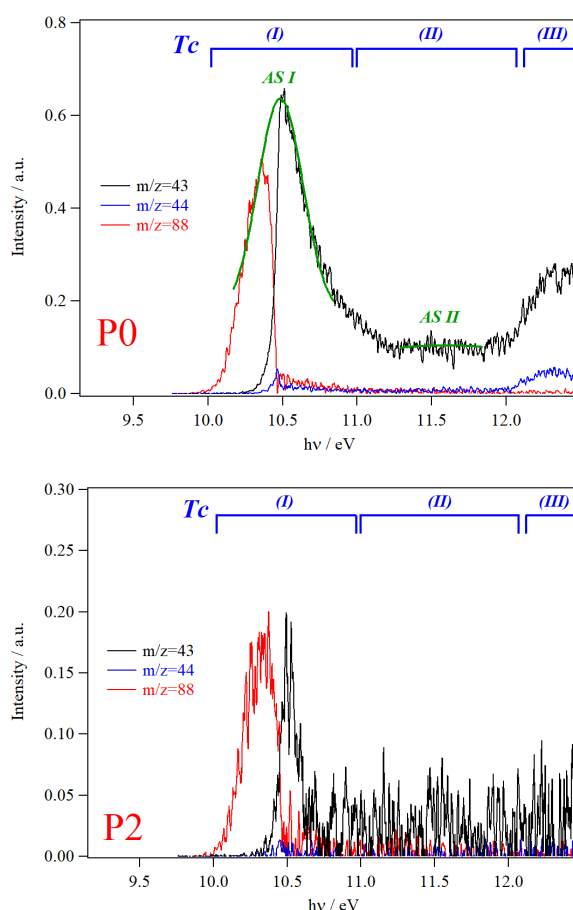 0.8
0.6
0.4
0.2
0.0
Intensity / a.u.
Tc
(I)
(II)
(III)
AS I
m/z=43
m/z=44
m/z=88
AS II
P0
9.5 10.0 10.5 11.0 11.5 12.0
hν / eV
0.30
0.25
0.20
0.15
0.10
0.05
0.00
Intensity / a.u.
Tc
(I)
(II)
(III)
m/z=43
m/z=44
m/z=88
P2
9.5 10.0 10.5 11.0 11.5 12.0
hν / eV